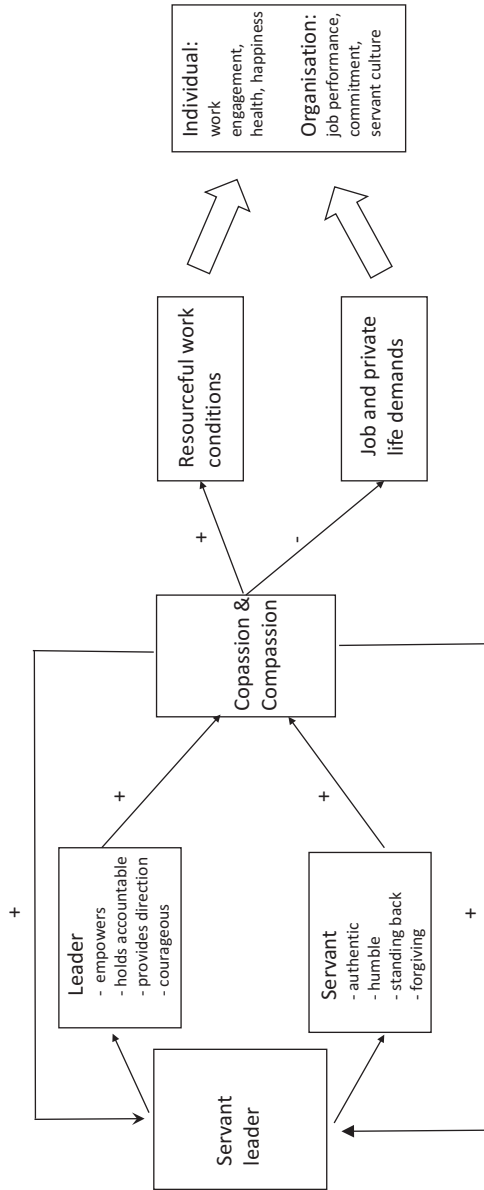 Servant
leader
Leader
- empowers
- holds accountable
- provides direction
- courageous
Servant
- authentic
- humble
- standing back
- forgiving
+
+
+
+
Copassion &
Compassion
+
-
Resourceful work
conditions
Job and private
life demands
Individual:
work
engagement,
health, happiness
Organisation:
job performance,
commitment,
servant culture